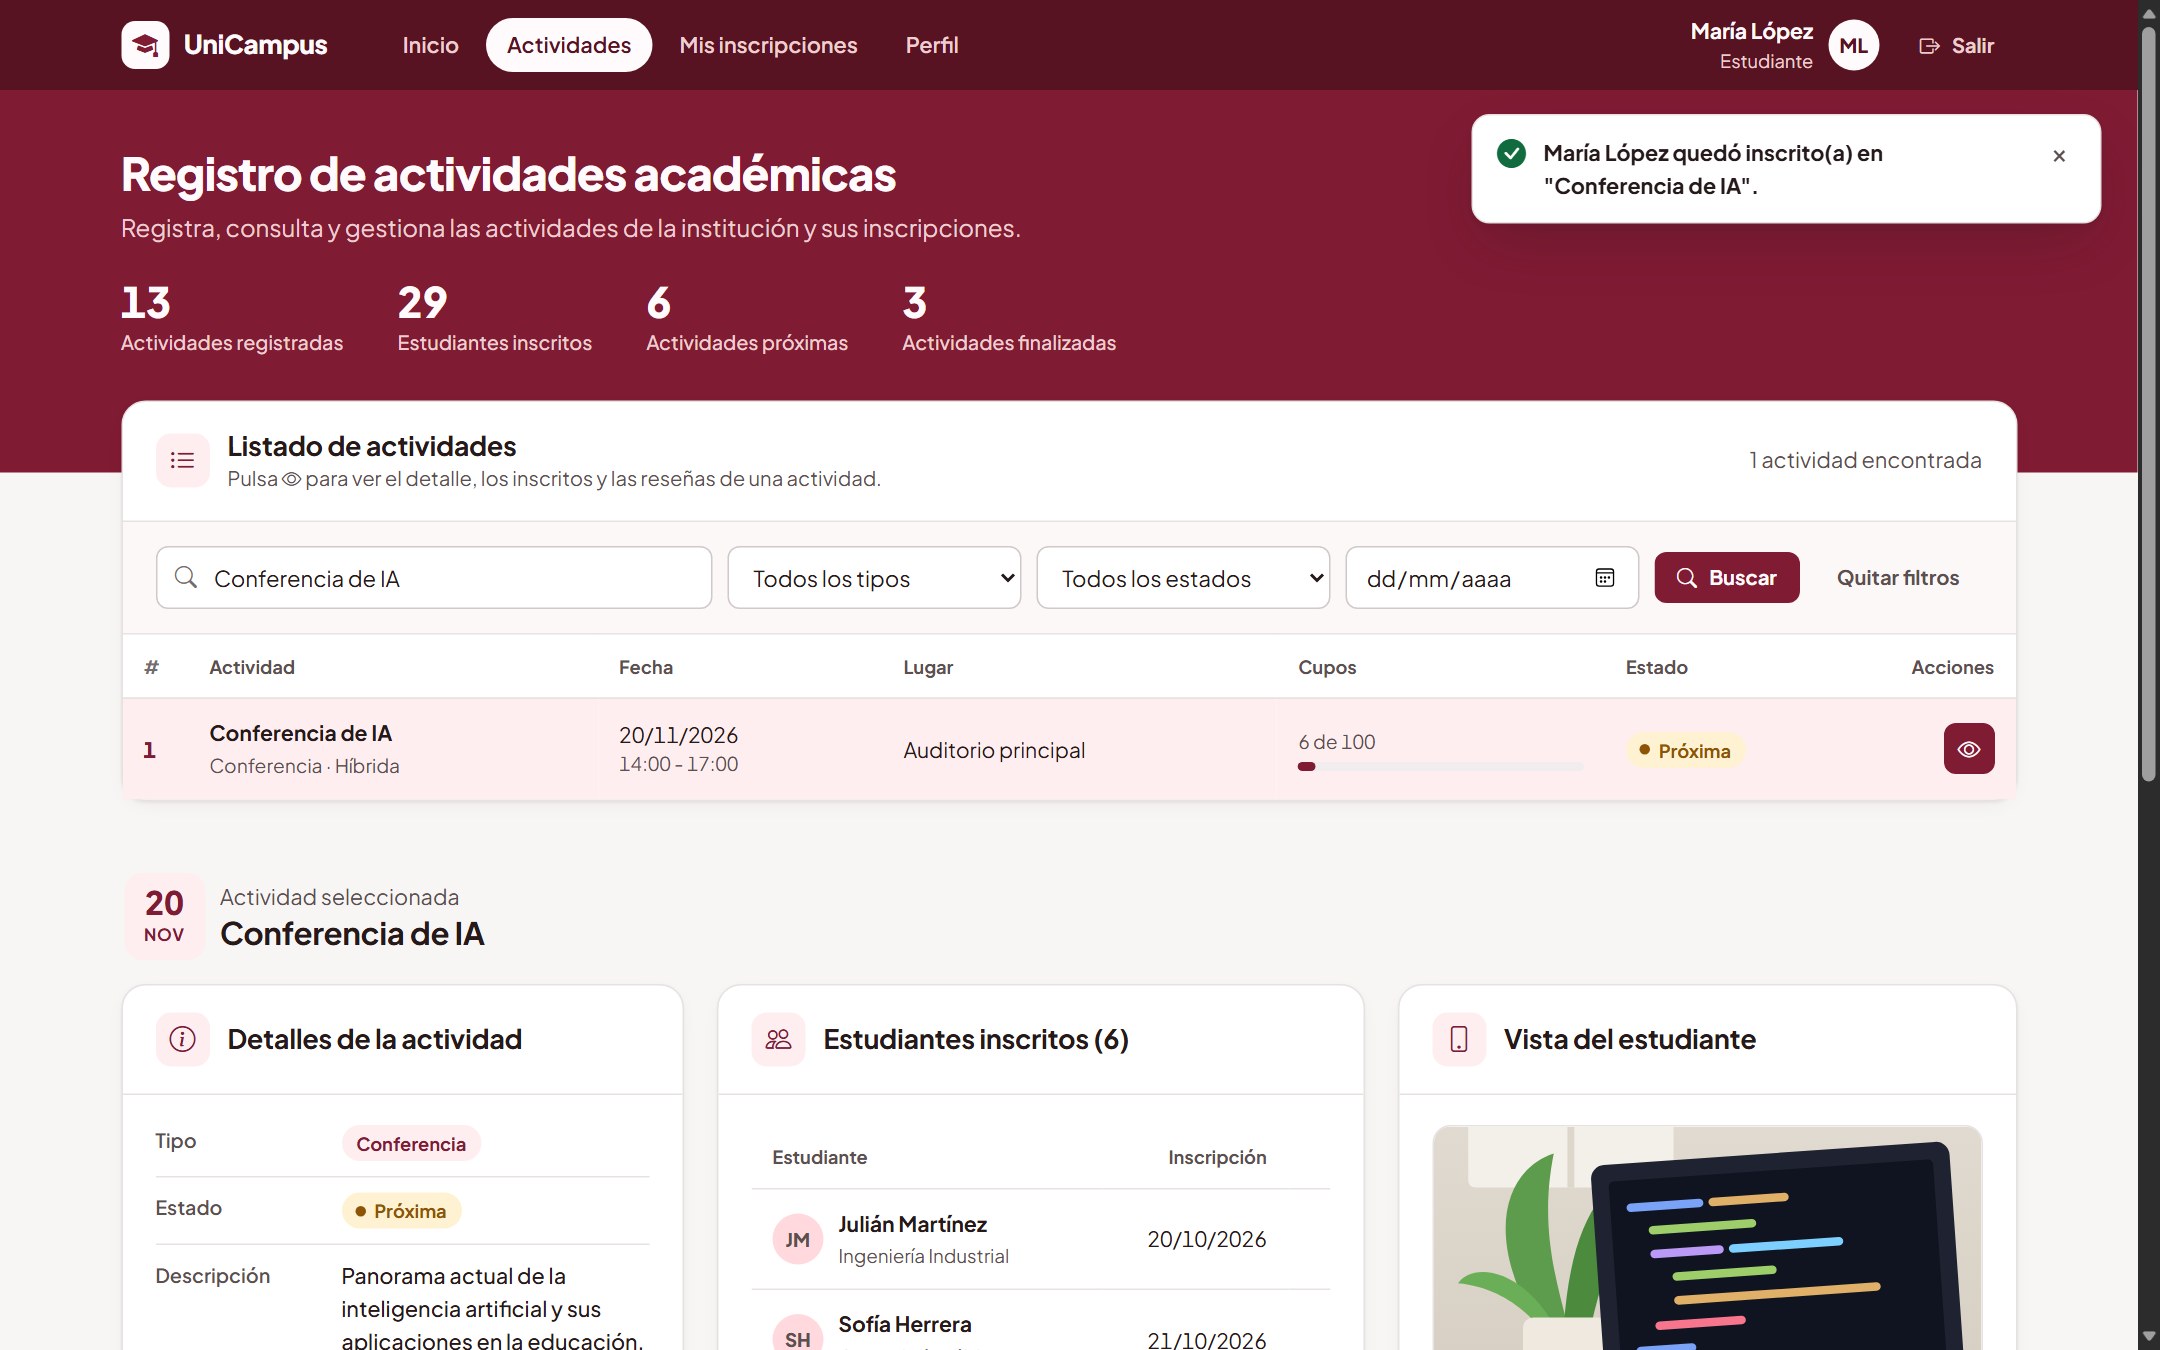 UniCampus
Inicio
Actividades
Mis inscripciones
Perfil
María López
Estudiante
ML
Salir
María López quedó inscrito(a) en
"Conferencia de IA".
Registro de actividades académicas
Registra, consulta y gestiona las actividades de la institución y sus inscripciones.
13
Actividades registradas
29
Estudiantes inscritos
6
Actividades próximas
3
Actividades finalizadas
Listado de actividades
Pulsa para ver el detalle, los inscritos y las reseñas de una actividad.
1 actividad encontrada
Conferencia de IA
Todos los tipos
Todos los estados
dd/mm/aaaa
Buscar
Quitar filtros
# Actividad Fecha Lugar Cupos Estado Acciones
1
Conferencia de IA
Conferencia · Híbrida
20/11/2026
14:00 - 17:00
Auditorio principal
6 de 100
Próxima
20
NOV
Actividad seleccionada
Conferencia de IA
Detalles de la actividad
Tipo
Conferencia
Estado
Próxima
Descripción
Panorama actual de la
inteligencia artificial y sus
aplicaciones en la educación.
Estudiantes inscritos (6)
Estudiante Inscripción
JM
Julián Martínez
Ingeniería Industrial
20/10/2026
SH
Sofía Herrera
21/10/2026
Vista del estudiante